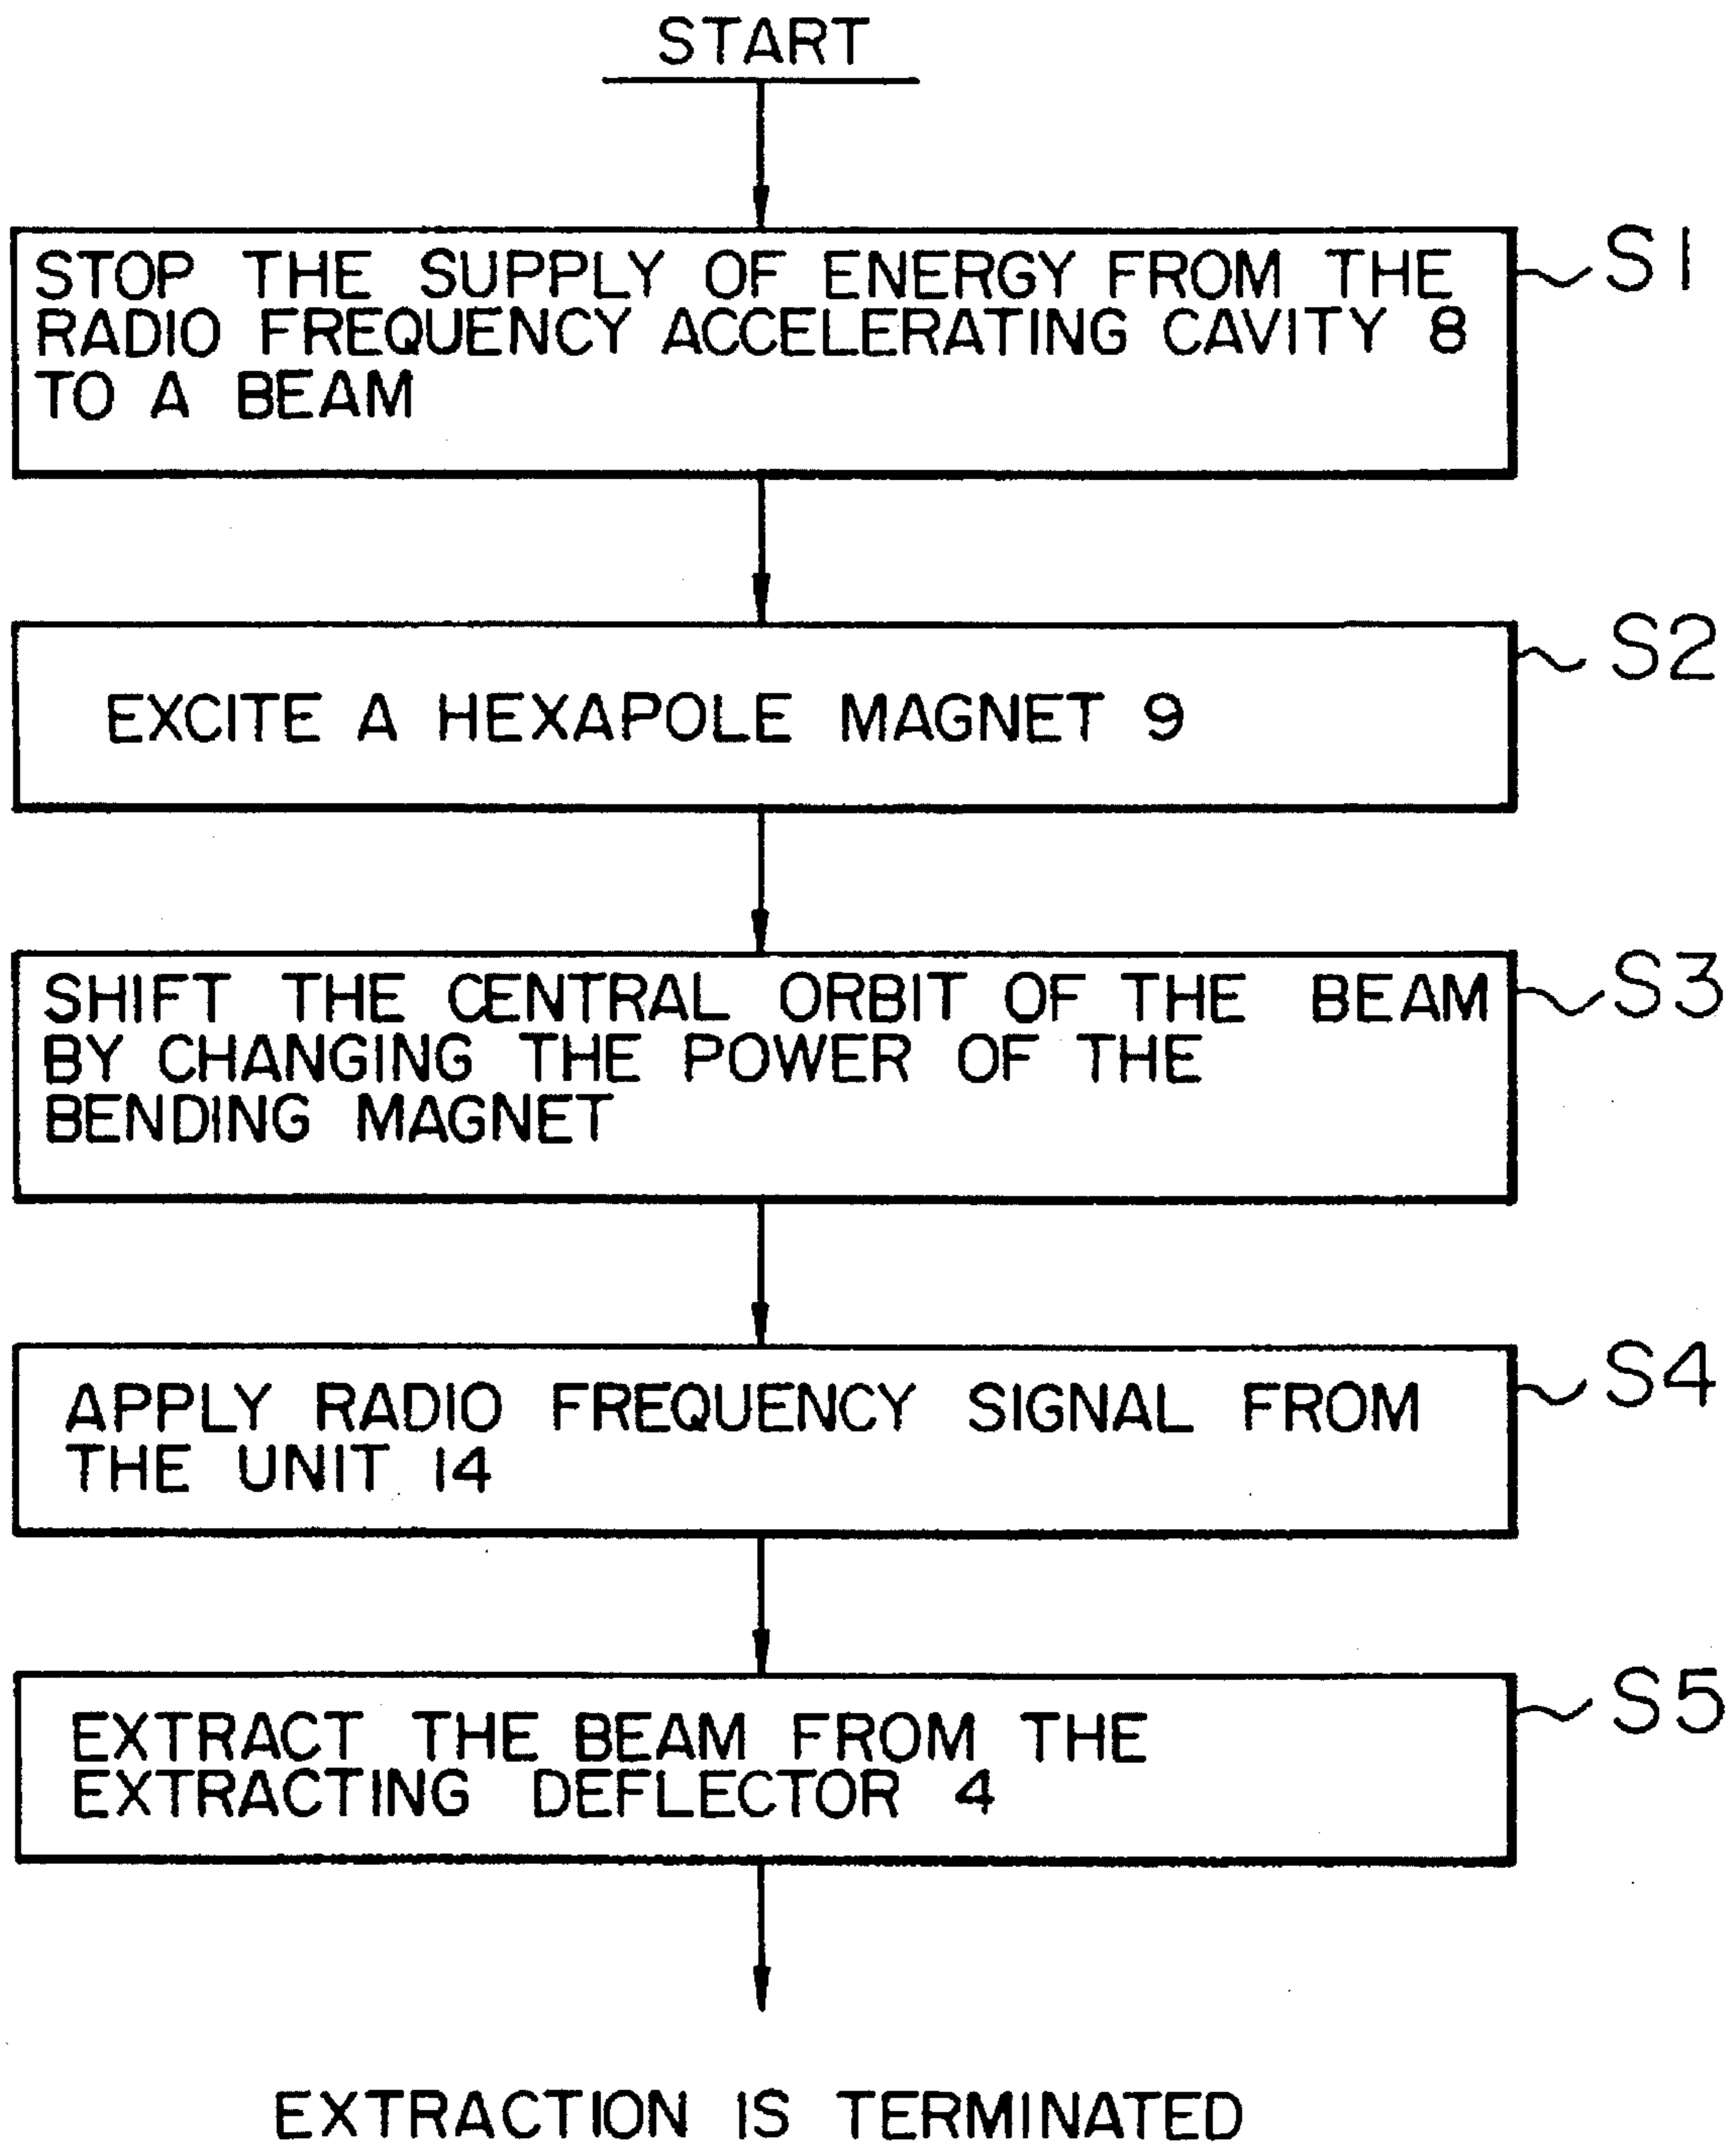 START
STOP THE SUPPLY OF ENERGY FROM THE
RADIO FREQUENCY ACCELERATING CAVITY 8
TO A BEAM
S1
EXCITE A HEXAPOLE MAGNET 9
S2
SHIFT THE CENTRAL ORBIT OF THE BEAM
BY CHANGING THE POWER OF THE
BENDING MAGNET
S3
APPLY RADIO FREQUENCY SIGNAL FROM
THE UNIT 14
S4
EXTRACT THE BEAM FROM THE
EXTRACTING DEFLECTOR 4
S5
EXTRACTION IS TERMINATED